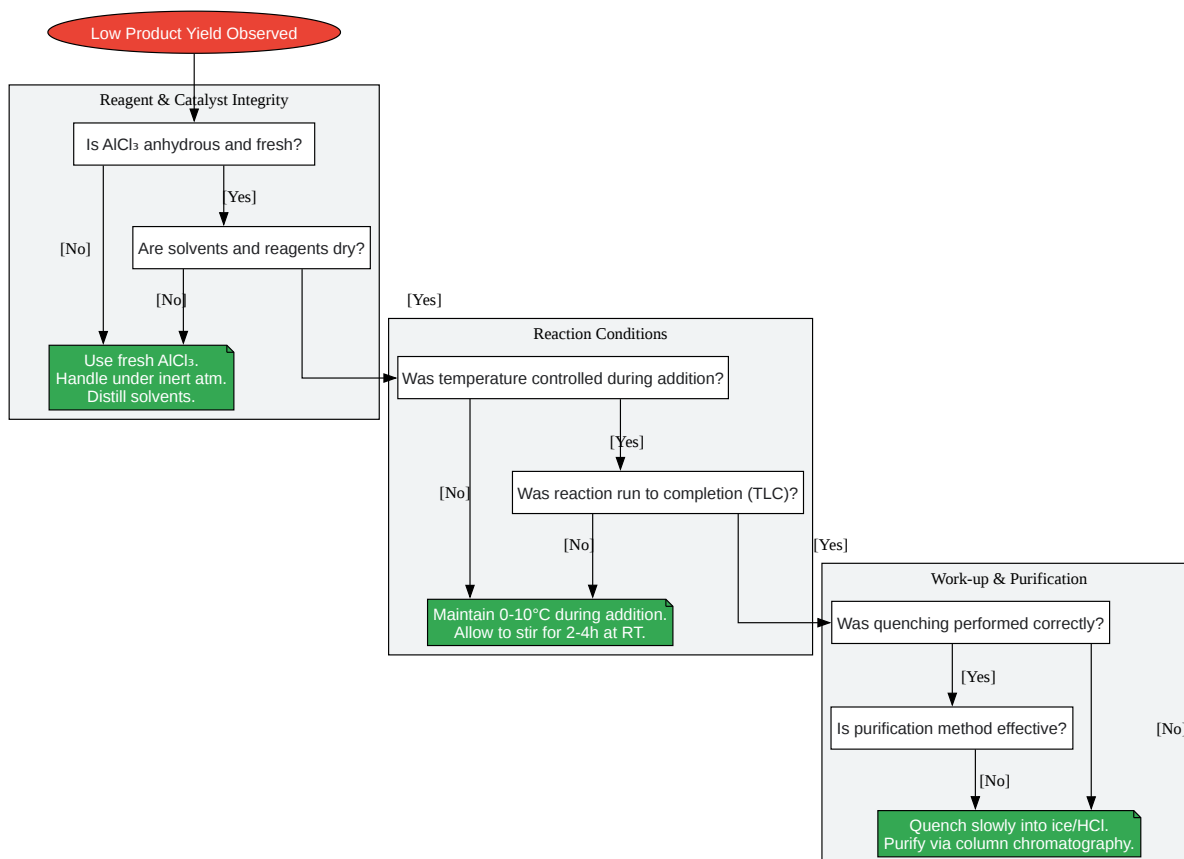 Low Product Yield Observed
Reagent & Catalyst Integrity
Is AlCl₃ anhydrous and fresh?
[Yes]
[No]
Are solvents and reagents dry?
[No]
[Yes]
Use fresh AlCl₃.
Handle under inert atm.
Distill solvents.
Reaction Conditions
Was temperature controlled during addition?
[Yes]
[No]
Was reaction run to completion (TLC)?
[No]
[Yes]
Maintain 0-10°C during addition.
Allow to stir for 2-4h at RT.
Work-up & Purification
Was quenching performed correctly?
[Yes]
[No]
Is purification method effective?
[No]
Quench slowly into ice/HCl.
Purify via column chromatography.